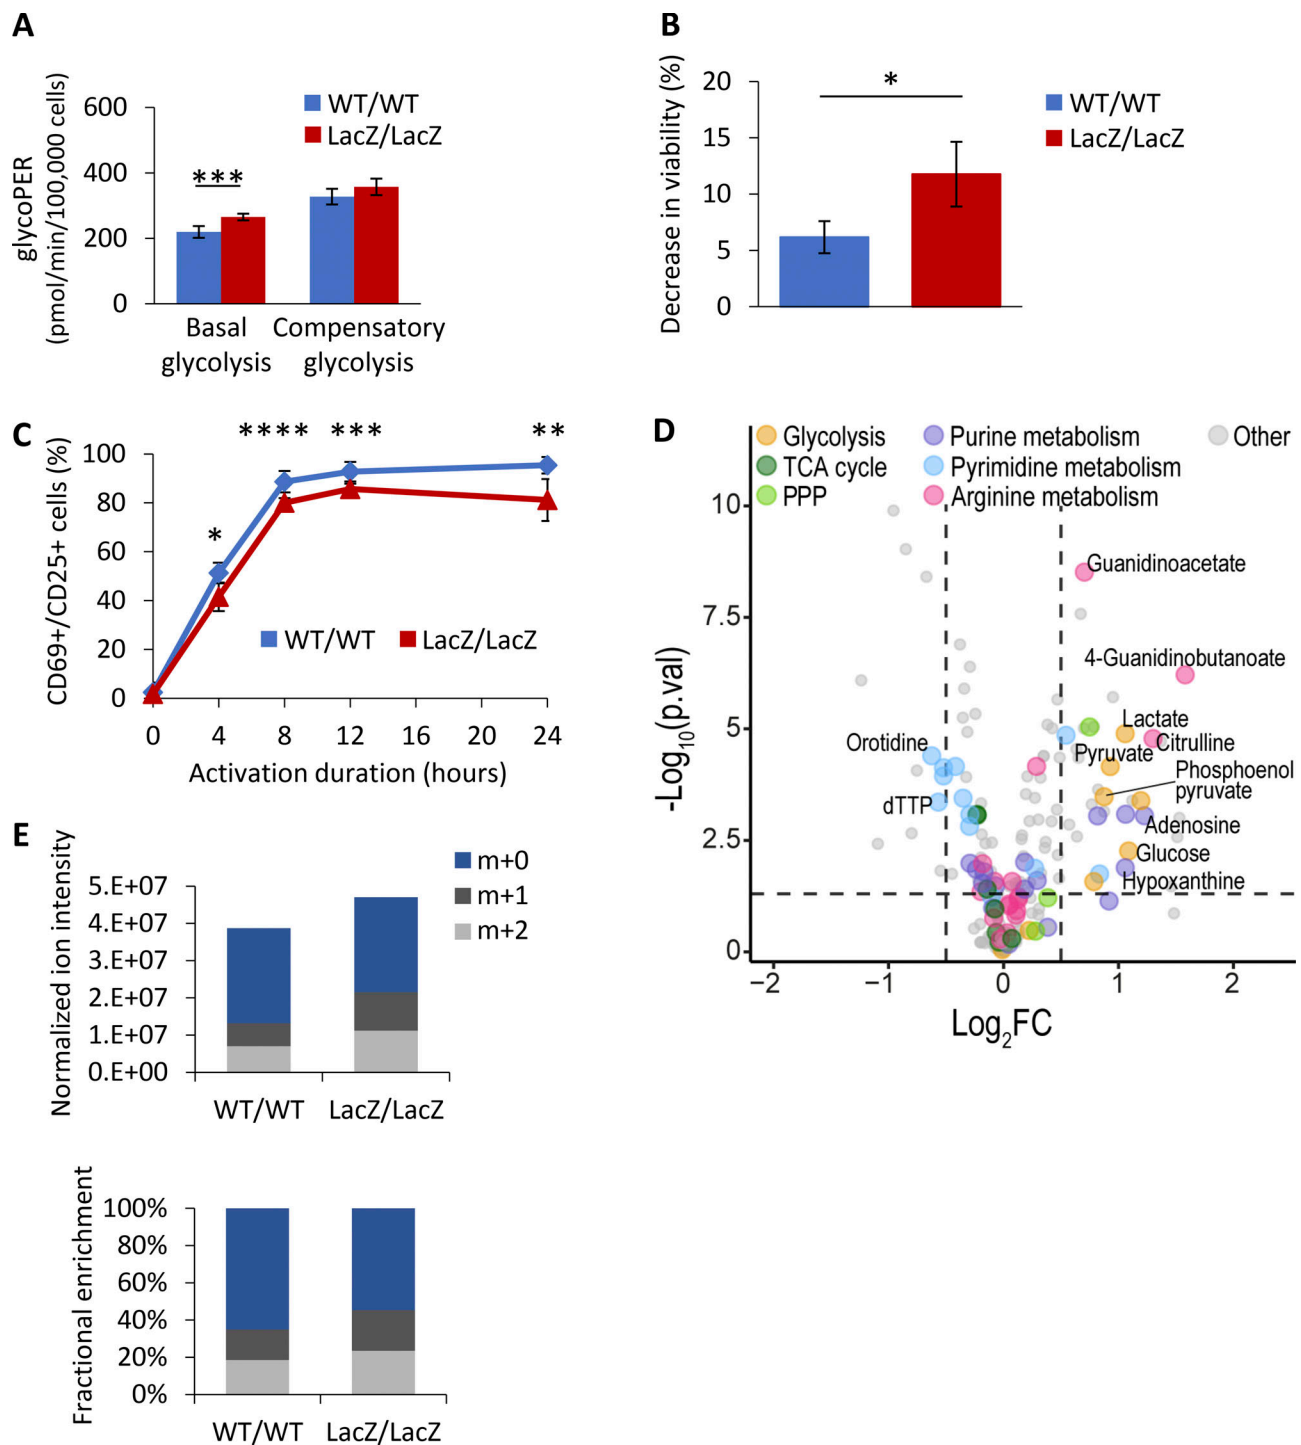 A
glycoPER
(pmol/min/100,000 cells)
600
400
200
0
WT/WT
LacZ/LacZ
***
Basal
glycolysis
Compensatory
glycolysis
B
Decrease in viability (%)
20
15
10
5
0
*
WT/WT
LacZ/LacZ
C
CD69+/CD25+ cells (%)
100
80
60
40
20
0
*
****
***
**
WT/WT
LacZ/LacZ
0 4 8 12 16 20 24
Activation duration (hours)
D
Glycolysis
TCA cycle
PPP
Purine metabolism
Pyrimidine metabolism
Arginine metabolism
Other
-Log10(p.val)
10
7.5
5
2.5
0
Guanidinoacetate
4-Guanidinobutanoate
Lactate
Citrulline
Pyruvate
Phosphoenol
pyruvate
Orotidine
dTTP
Adenosine
Glucose
Hypoxanthine
−2 −1 0 1 2
Log2FC
E
Normalized ion intensity
5.E+07
4.E+07
3.E+07
2.E+07
1.E+07
0.E+00
m+0
m+1
m+2
WT/WT LacZ/LacZ
Fractional enrichment
100%
80%
60%
40%
20%
0%
WT/WT LacZ/LacZ